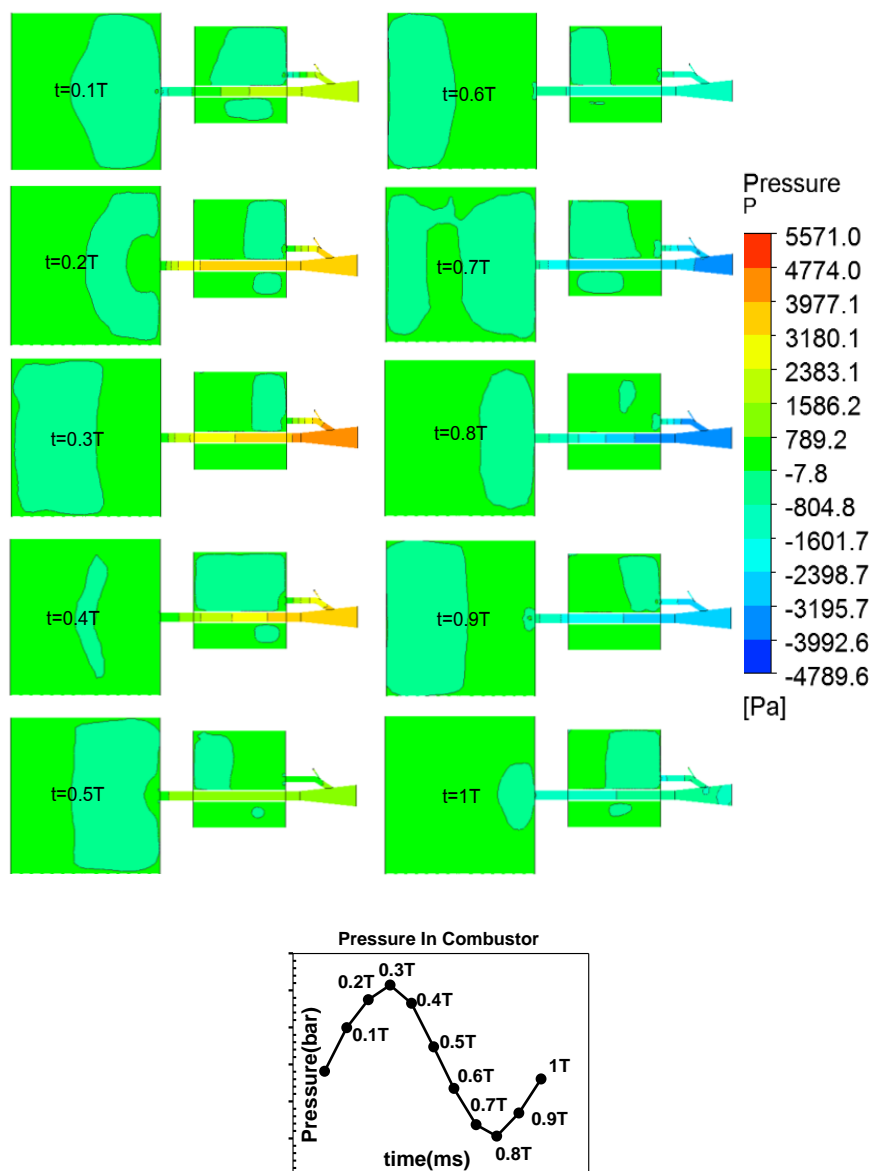 t=0.1T
t=0.6T
t=0.2T
t=0.7T
t=0.3T
t=0.8T
t=0.4T
t=0.9T
t=0.5T
t=1T
Pressure
P
5571.0
4774.0
3977.1
3180.1
2383.1
1586.2
789.2
-7.8
-804.8
-1601.7
-2398.7
-3195.7
-3992.6
-4789.6
[Pa]
Pressure In Combustor
Pressure(bar)
0.1T
0.2T
0.3T
0.4T
0.5T
0.6T
0.7T
0.8T
0.9T
1T
time(ms)